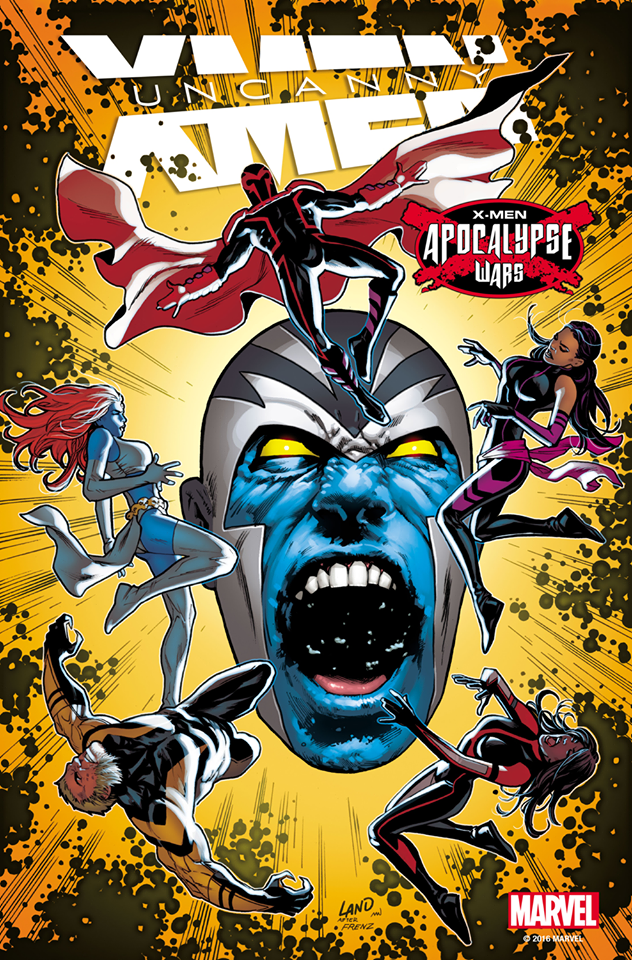 UNCANNY
X-MEN
X-MEN
APOCALYPSE
WARS
LAND
AFTER
FRENZ
MARVEL
© 2016 MARVEL